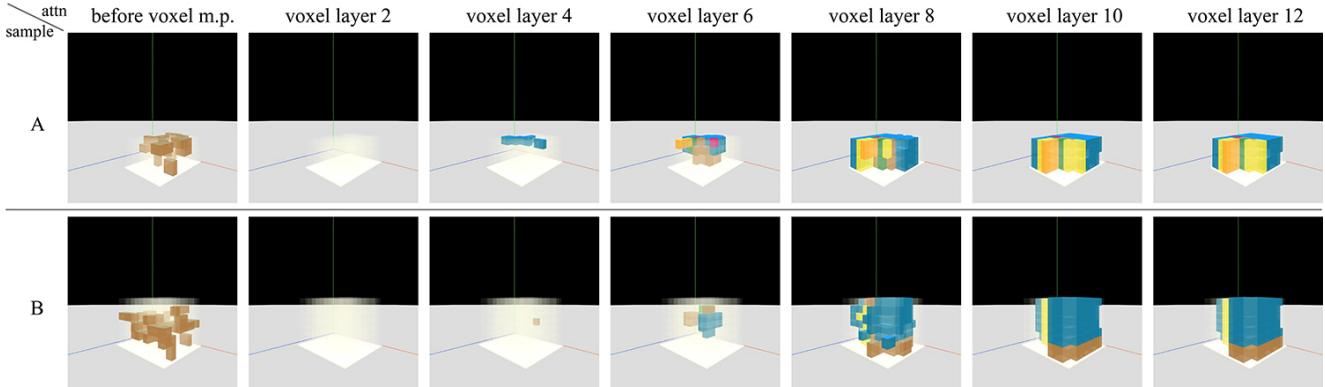 attn
sample
before voxel m.p. voxel layer 2 voxel layer 4 voxel layer 6 voxel layer 8 voxel layer 10 voxel layer 12
A
B